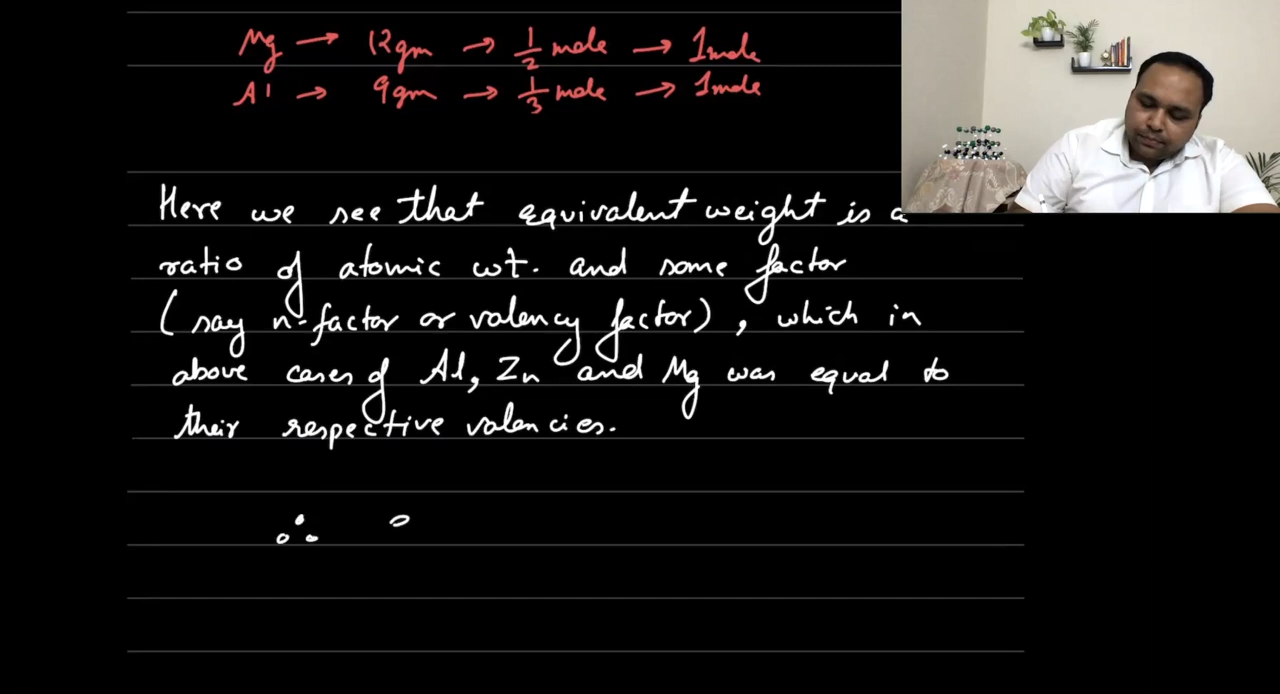 Mg → 12gm → 1/2 mole → 1mole
Al → 9gm → 1/3 mole → 1mole
Here we see that equivalent weight is a
ratio of atomic wt. and some factor
(say n-factor or valency factor), which in
above cases of Al, Zn and Mg was equal to
their respective valencies.
∴